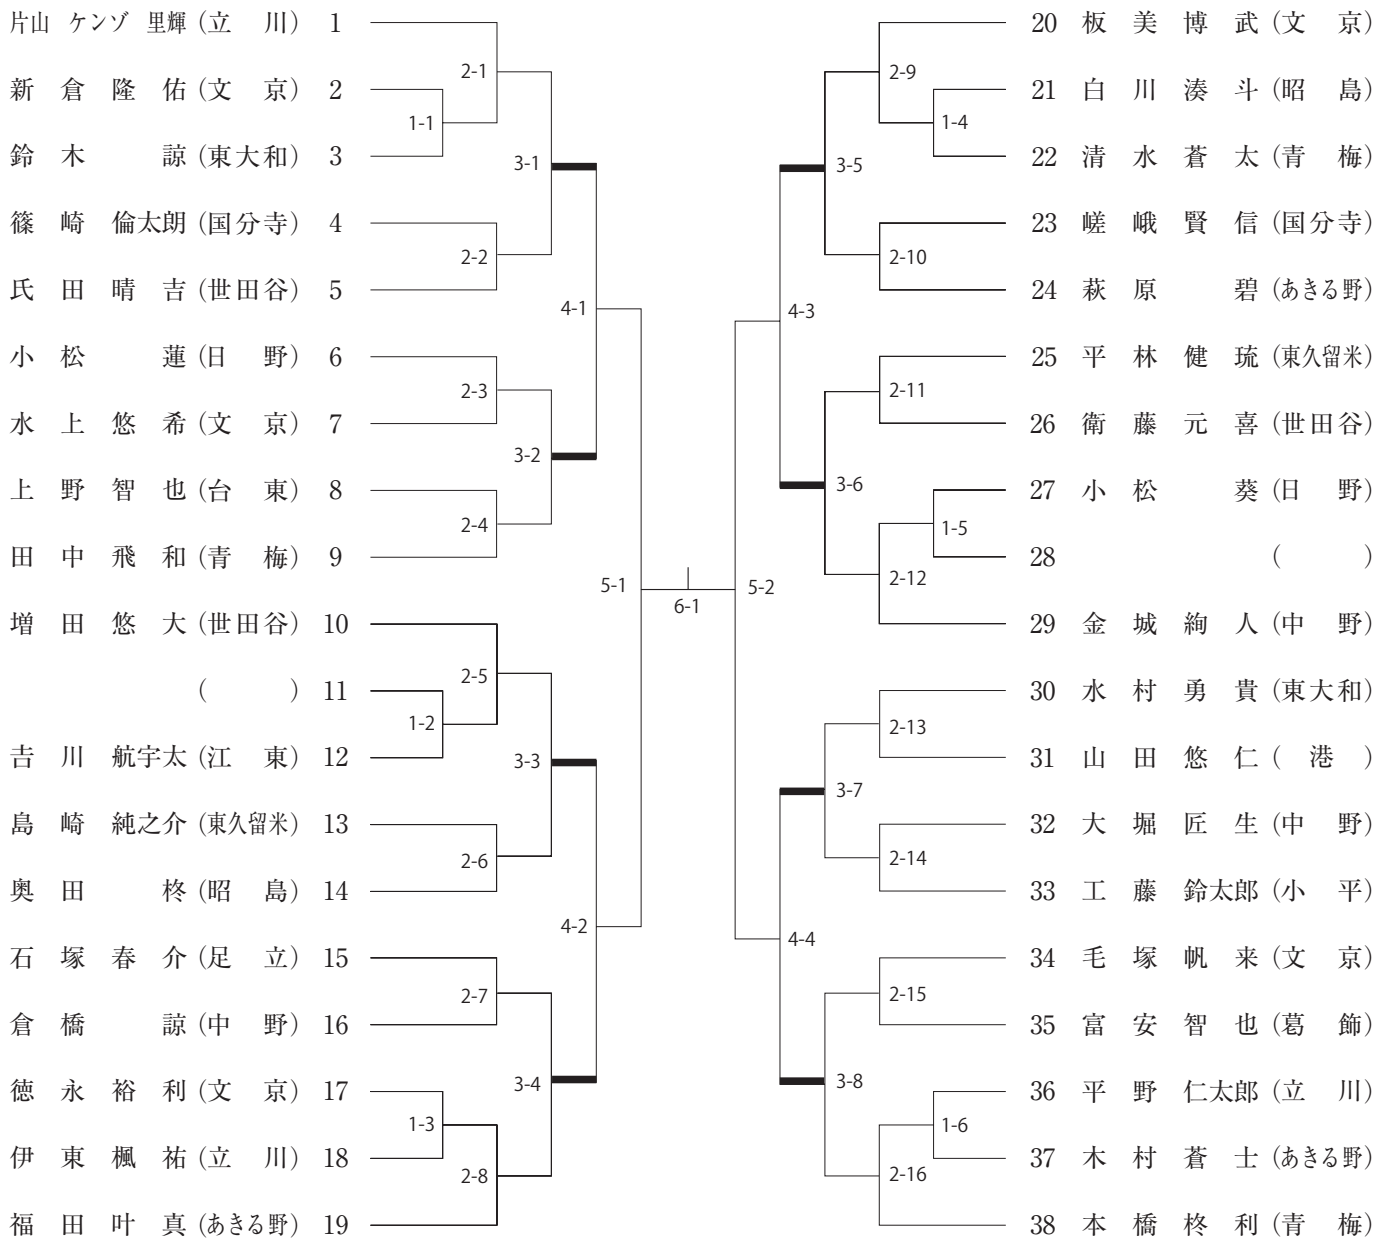 片山 ケンゾ 里輝 (立川) 1
新倉隆佑 (文京) 2
鈴木諒 (東大和) 3
篠崎倫太朗 (国分寺) 4
氏田晴吉 (世田谷) 5
小松蓮 (日野) 6
水上悠希 (文京) 7
上野智也 (台東) 8
田中飛和 (青梅) 9
増田悠大 (世田谷) 10
( ) 11
𠮷川航宇太 (江東) 12
島崎純之介 (東久留米) 13
奥田柊 (昭島) 14
石塚春介 (足立) 15
倉橋諒 (中野) 16
徳永裕利 (文京) 17
伊東楓祐 (立川) 18
福田叶真 (あきる野) 19
1-1
1-2
1-3
2-1
2-2
2-3
2-4
2-5
2-6
2-7
2-8
3-1
3-2
3-3
3-4
4-1
4-2
5-1
6-1
5-2
4-3
4-4
3-5
3-6
3-7
3-8
2-9
2-10
2-11
2-12
2-13
2-14
2-15
2-16
1-4
1-5
1-6
20 板美博武 (文京)
21 白川湊斗 (昭島)
22 清水蒼太 (青梅)
23 嵯峨賢信 (国分寺)
24 萩原碧 (あきる野)
25 平林健琉 (東久留米)
26 衛藤元喜 (世田谷)
27 小松葵 (日野)
28 ( )
29 金城絢人 (中野)
30 水村勇貴 (東大和)
31 山田悠仁 (港)
32 大堀匠生 (中野)
33 工藤鈴太郎 (小平)
34 毛塚帆来 (文京)
35 富安智也 (葛飾)
36 平野仁太郎 (立川)
37 木村蒼士 (あきる野)
38 本橋柊利 (青梅)